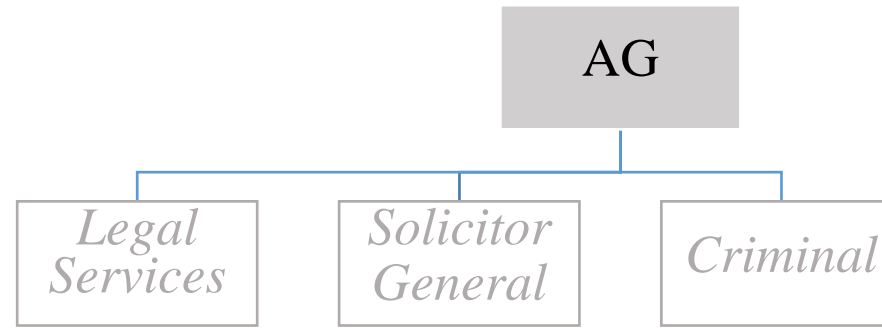 AG
Legal
Services
Solicitor
General
Criminal